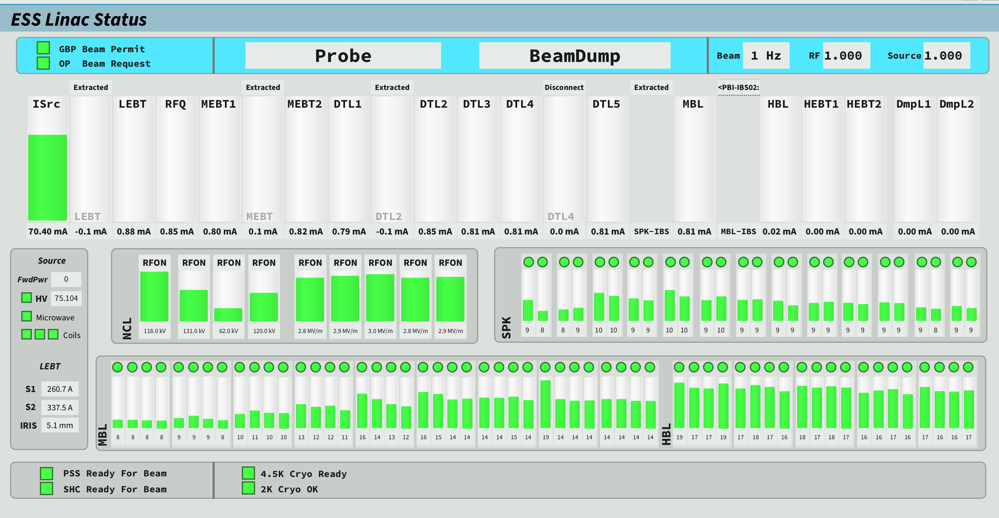 ESS Linac Status
GBP Beam Permit
OP Beam Request
Probe
BeamDump
Beam 1 Hz RF 1.000 Source 1.000
Extracted Extracted Extracted Disconnect Extracted <PBI-IBS02:
ISrc LEBT RFQ MEBT1 MEBT2 DTL1 DTL2 DTL3 DTL4 DTL5 MBL HBL HEBT1 HEBT2 DmpL1 DmpL2
LEBT MEBT DTL2 DTL4
70.40 mA -0.1 mA 0.88 mA 0.85 mA 0.80 mA 0.1 mA 0.82 mA 0.79 mA -0.1 mA 0.85 mA 0.81 mA 0.81 mA 0.0 mA 0.81 mA SPK-IBS 0.81 mA MBL-IBS 0.02 mA 0.00 mA 0.00 mA 0.00 mA 0.00 mA
Source
FwdPwr 0
HV 75.104
Microwave
Coils
LEBT
S1 260.7 A
S2 337.5 A
IRIS 5.1 mm
NCL
RFON RFON RFON RFON RFON RFON RFON RFON RFON
118.0 kV 131.0 kV 62.0 kV 120.0 kV 2.8 MV/m 2.9 MV/m 3.0 MV/m 2.8 MV/m 2.9 MV/m
SPK
9 8 8 9 10 10 9 9 10 10 9 10 9 9 9 9 9 9 9 9 9 9 9 8 9 9
MBL
8 8 8 8 9 9 9 8 10 11 10 10 13 12 12 11 16 14 13 12 16 15 14 14 14 14 15 14 19 14 14 14 14 14 14 14
HBL
19 17 17 19 17 18 17 16 18 17 18 17 16 16 17 16 17 16 16 17
PSS Ready For Beam
SHC Ready For Beam
4.5K Cryo Ready
2K Cryo OK